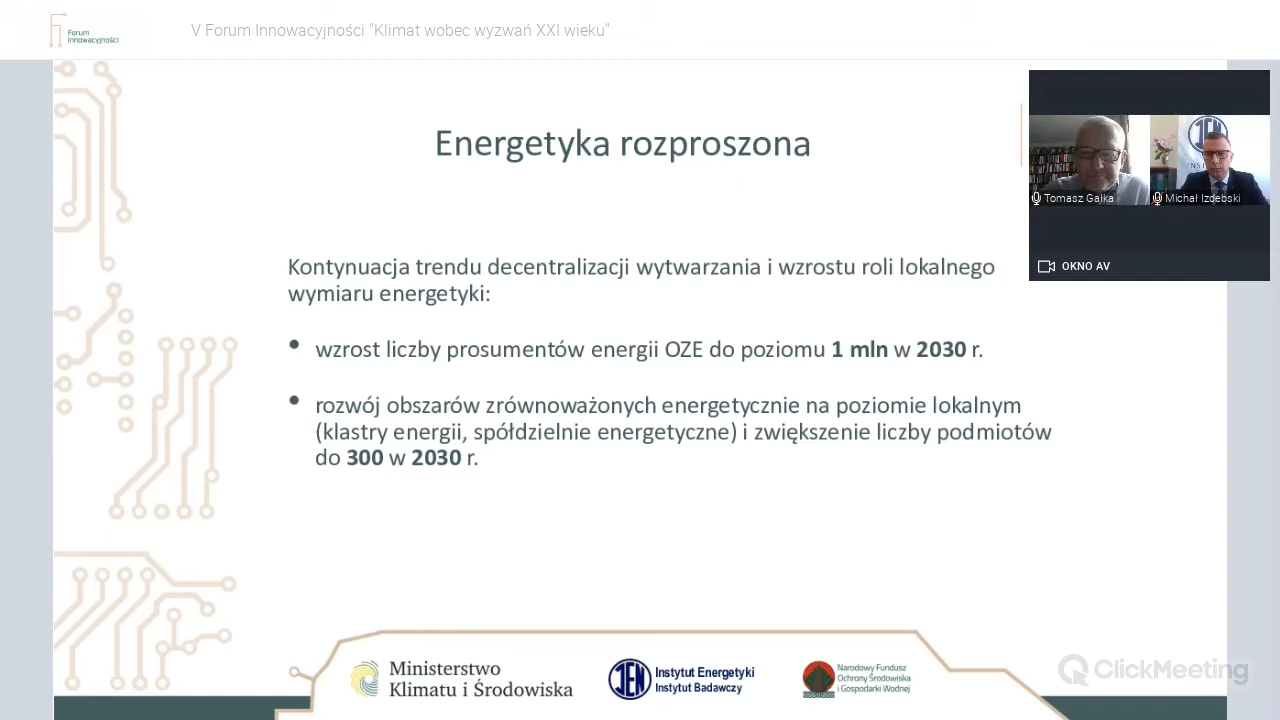 Forum
Innowacyjności
V Forum Innowacyjności "Klimat wobec wyzwań XXI wieku"
Energetyka rozproszona
Kontynuacja trendu decentralizacji wytwarzania i wzrostu roli lokalnego
wymiaru energetyki:
• wzrost liczby prosumentów energii OZE do poziomu 1 mln w 2030 r.
• rozwój obszarów zrównoważonych energetycznie na poziomie lokalnym
(klastry energii, spółdzielnie energetyczne) i zwiększenie liczby podmiotów
do 300 w 2030 r.
IEN
INST
Tomasz Gałka
Michał Izdebski
OKNO AV
Ministerstwo
Klimatu i Środowiska
IEN
Instytut Energetyki
Instytut Badawczy
Narodowy Fundusz
Ochrony Środowiska
i Gospodarki Wodnej
ClickMeeting